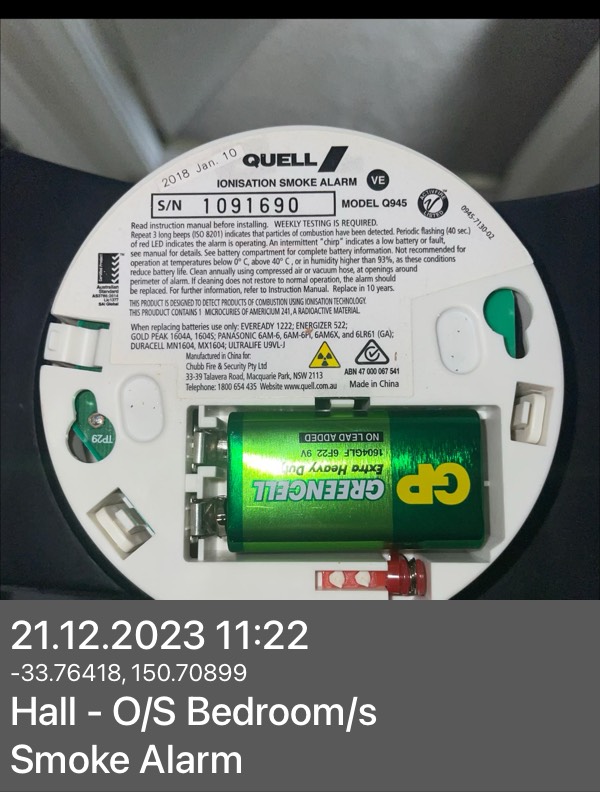 2018 Jan. 10
QUELL
IONISATION SMOKE ALARM
VE
S/N 1091690
MODEL Q945
ACTIVFIRE
LISTED
0945-7130-02
Read instruction manual before installing. WEEKLY TESTING IS REQUIRED.
Repeat 3 long beeps (ISO 8201) indicates that particles of combustion have been detected. Periodic flashing (40 sec.)
of red LED indicates the alarm is operating. An intermittent "chirp" indicates a low battery or fault,
see manual for details. See battery compartment for complete battery information. Not recommended for
operation at temperatures below 0° C, above 40° C, or in humidity higher than 93%, as these conditions
reduce battery life. Clean annually using compressed air or vacuum hose, at openings around
perimeter of alarm. If cleaning does not restore to normal operation, the alarm should
be replaced. For further information, refer to Instruction Manual. Replace in 10 years.
Australian
Standard
AS3786:2014
Lic
SAI Global
THIS PRODUCT IS DESIGNED TO DETECT PRODUCTS OF COMBUSTION USING IONISATION TECHNOLOGY.
THIS PRODUCT CONTAINS 1 MICROCURIES OF AMERICIUM 241, A RADIOACTIVE MATERIAL.
When replacing batteries use only: EVEREADY 1222; ENERGIZER 522;
GOLD PEAK 1604A, 1604S; PANASONIC 6AM-6, 6AM-6PI, 6AM6X, and 6LR61 (GA);
DURACELL MN1604, MX1604; ULTRALIFE U9VL-J
Manufactured in China for:
Chubb Fire & Security Pty Ltd
33-39 Talavera Road, Macquarie Park, NSW 2113
Telephone: 1800 654 435 Website www.quell.com.au
ABN 47 000 067 541
Made in China
TP29
NO LEAD ADDED
1604GLF 6F22 9V
Extra Heavy Duty
GREENCELL
GP
21.12.2023 11:22
-33.76418, 150.70899
Hall - O/S Bedroom/s
Smoke Alarm